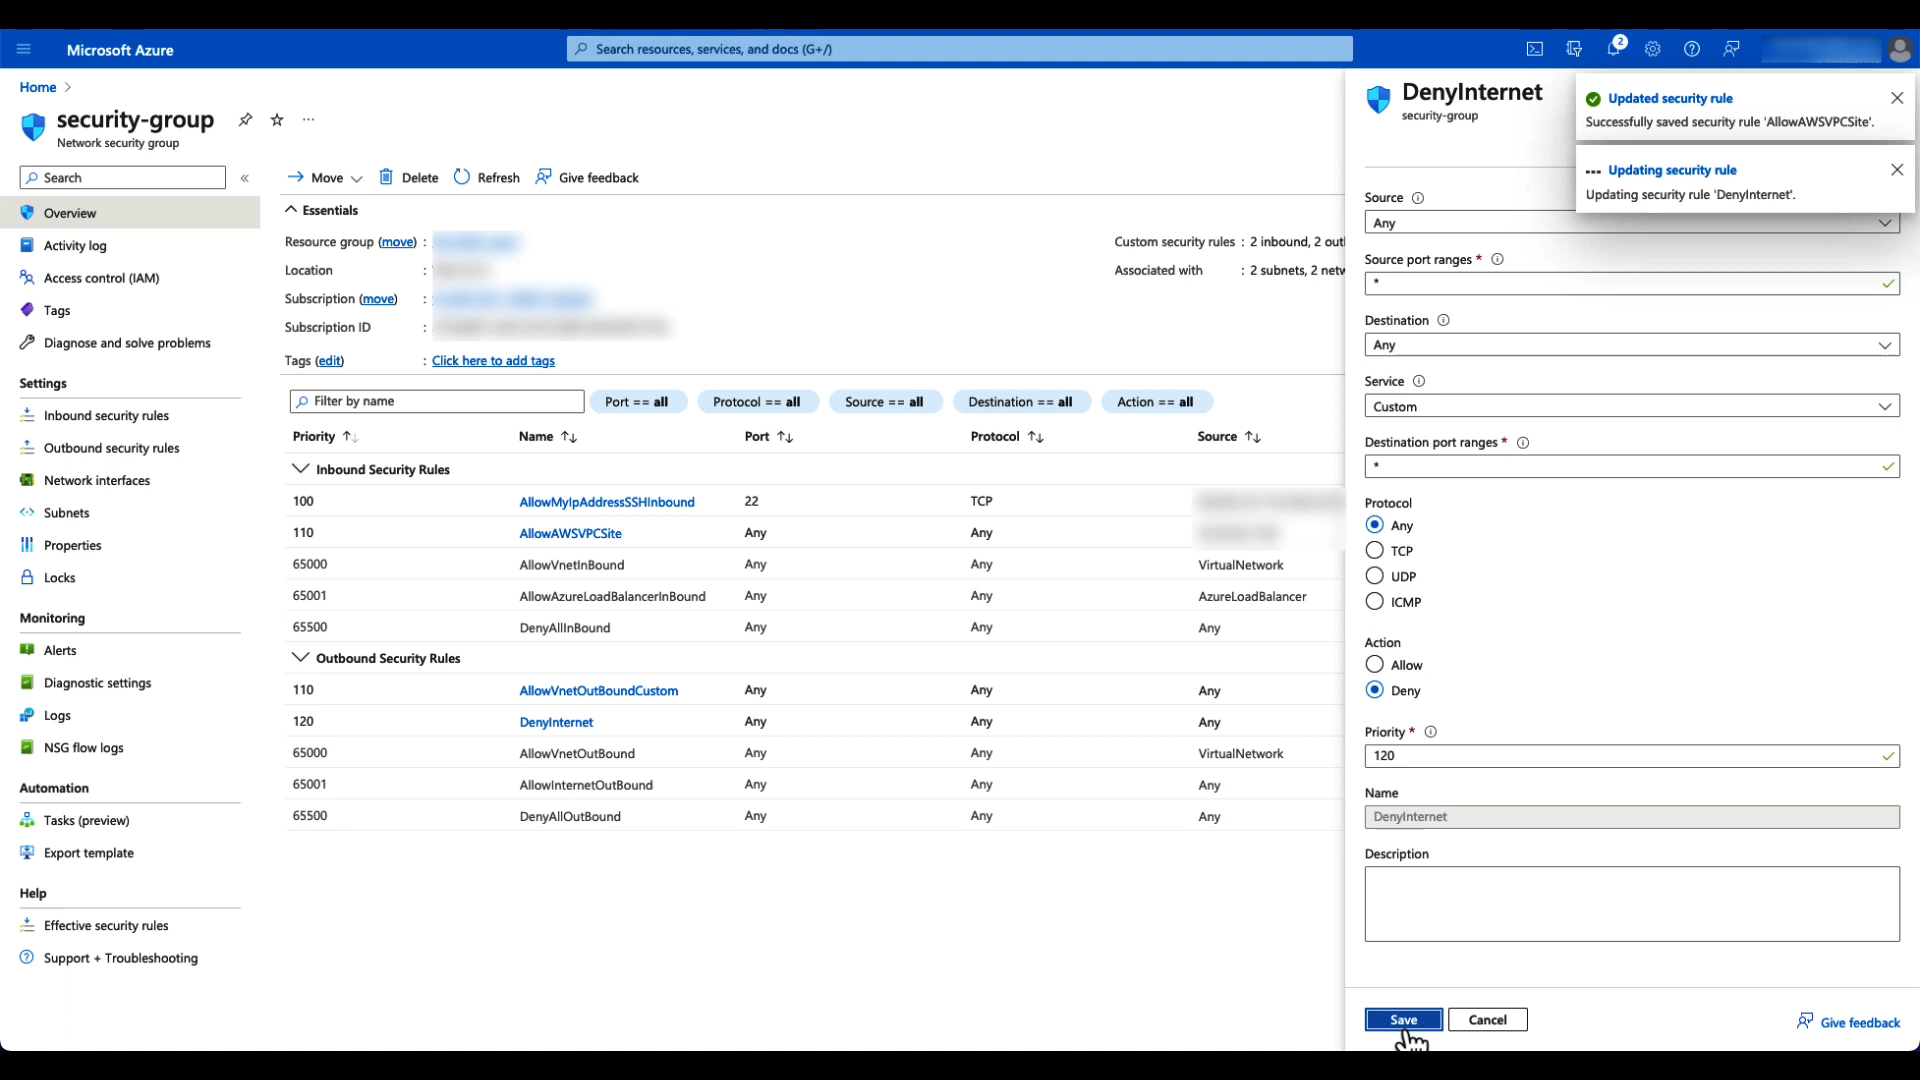 Microsoft Azure
Search resources, services, and docs (G+/)
2
Home
security-group
Network security group
Search
Overview
Activity log
Access control (IAM)
Tags
Diagnose and solve problems
Settings
Inbound security rules
Outbound security rules
Network interfaces
Subnets
Properties
Locks
Monitoring
Alerts
Diagnostic settings
Logs
NSG flow logs
Automation
Tasks (preview)
Export template
Help
Effective security rules
Support + Troubleshooting
Move Delete Refresh Give feedback
Essentials
Resource group (move) :
Location :
Subscription (move) :
Subscription ID :
Tags (edit) : Click here to add tags
Custom security rules : 2 inbound, 2 out
Associated with : 2 subnets, 2 netw
Filter by name Port == all Protocol == all Source == all Destination == all Action == all
Priority Name Port Protocol Source
Inbound Security Rules
100 AllowMyIpAddressSSHInbound 22 TCP
110 AllowAWSVPCSite Any Any
65000 AllowVnetInBound Any Any VirtualNetwork
65001 AllowAzureLoadBalancerInBound Any Any AzureLoadBalancer
65500 DenyAllInBound Any Any Any
Outbound Security Rules
110 AllowVnetOutBoundCustom Any Any Any
120 DenyInternet Any Any Any
65000 AllowVnetOutBound Any Any VirtualNetwork
65001 AllowInternetOutBound Any Any Any
65500 DenyAllOutBound Any Any Any
DenyInternet
security-group
Updated security rule
Successfully saved security rule 'AllowAWSVPCSite'.
Updating security rule
Updating security rule 'DenyInternet'.
Source
Any
Source port ranges *
*
Destination
Any
Service
Custom
Destination port ranges *
*
Protocol
Any
TCP
UDP
ICMP
Action
Allow
Deny
Priority *
120
Name
DenyInternet
Description
Save Cancel
Give feedback